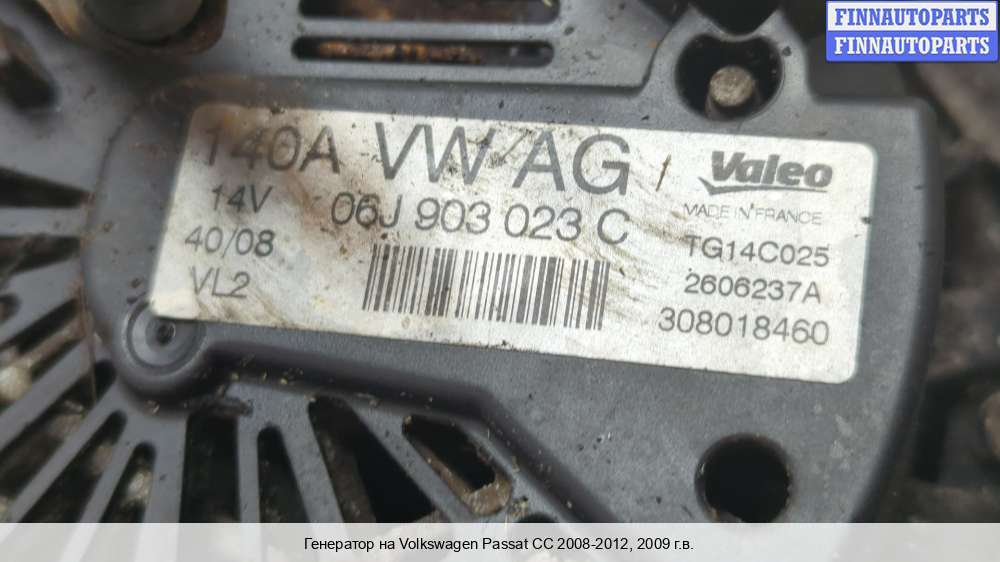 FINNAUTOPARTS
FINNAUTOPARTS
140A VW AG
Valeo
14V 06J 903 023 C
MADE IN FRANCE
40/08
TG14C025
VL2
2606237A
308018460
Генератор на Volkswagen Passat CC 2008-2012, 2009 г.в.